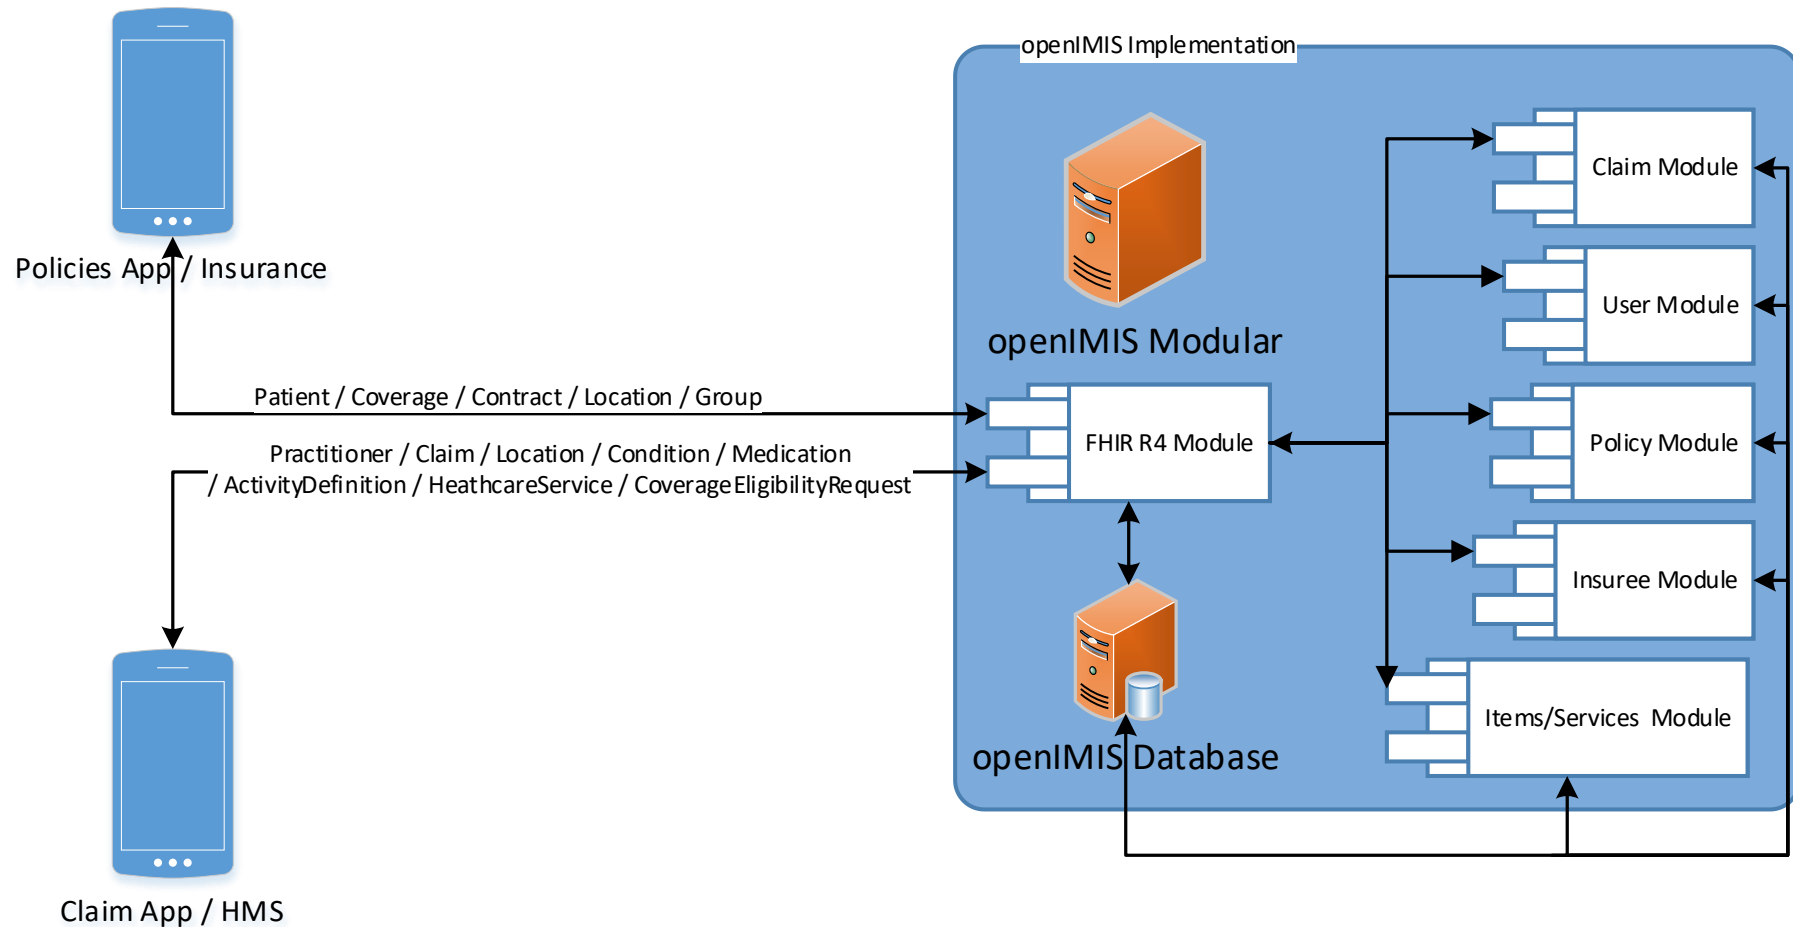 openIMIS Implementation
Claim Module
Policies App / Insurance
User Module
openIMIS Modular
Patient / Coverage / Contract / Location / Group
FHIR R4 Module
Policy Module
Practitioner / Claim / Location / Condition / Medication
/ ActivityDefinition / HeathcareService / CoverageEligibilityRequest
Insuree Module
Items/Services Module
openIMIS Database
Claim App / HMS